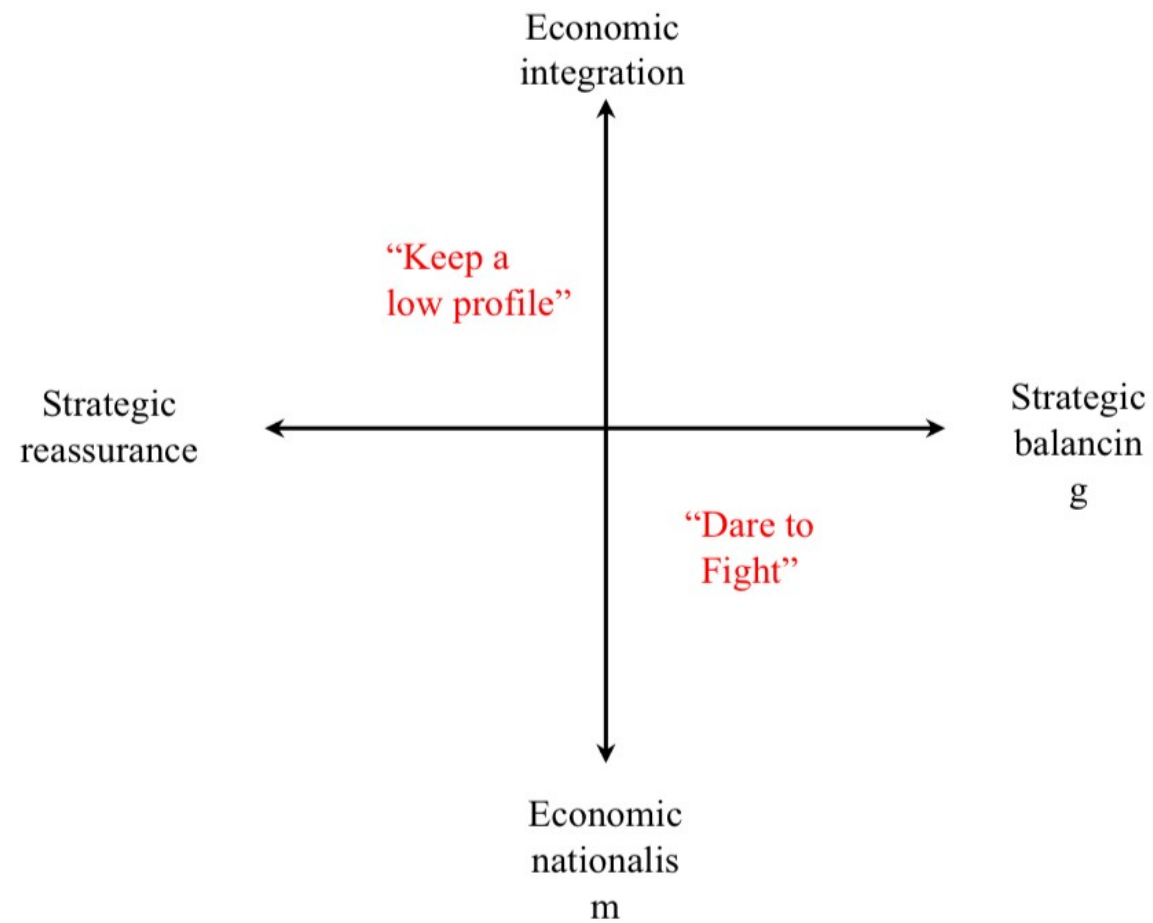 Economic
integration
“Keep a
low profile”
Strategic
reassurance
Strategic
balancin
g
“Dare to
Fight”
Economic
nationalis
m